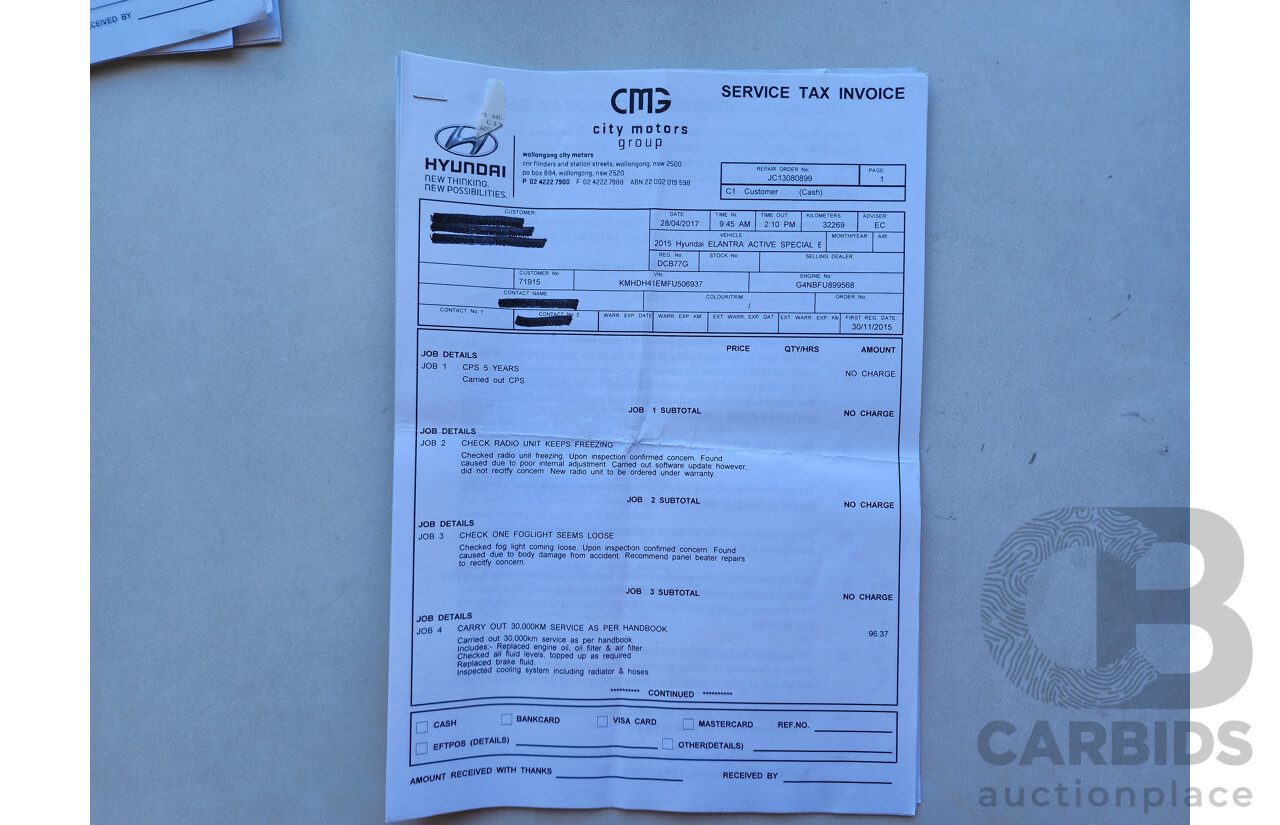 CEIVED BY
SERVICE TAX INVOICE
CMG
city motors
group
HYUNDAI
NEW THINKING.
NEW POSSIBILITIES.
wollongong city motors
cnr flinders and station streets, wollongong, nsw 2500
po box 884, wollongong, nsw 2520
P 02 4222 7900 F 02 4222 7988 ABN 22 002 019 598
REPAIR ORDER No: PAGE:
JC13080899 1
C1 Customer (Cash)
CUSTOMER:
DATE: TIME IN: TIME OUT: KILOMETERS: ADVISER:
28/04/2017 9:45 AM 2:10 PM 32269 EC
VEHICLE MONTH/YEAR AIR:
2015 Hyundai ELANTRA ACTIVE SPECIAL E
REG. No: STOCK No: SELLING DEALER:
DCB77G
CUSTOMER No: VIN: ENGINE No:
71915 KMHDH41EMFU506937 G4NBFU899568
CONTACT NAME COLOUR/TRIM ORDER No
/
CONTACT No 1 CONTACT No 2 WARR. EXP. DATE WARR. EXP. KM EXT. WARR. EXP. DAT EXT. WARR. EXP. KM FIRST REG. DATE:
30/11/2015
PRICE QTY/HRS AMOUNT
JOB DETAILS
JOB 1 CPS 5 YEARS NO CHARGE
Carried out CPS
JOB 1 SUBTOTAL NO CHARGE
JOB DETAILS
JOB 2 CHECK RADIO UNIT KEEPS FREEZING
Checked radio unit freezing. Upon inspection confirmed concern. Found
caused due to poor internal adjustment. Carried out software update however,
did not recitfy concern. New radio unit to be ordered under warranty.
JOB 2 SUBTOTAL NO CHARGE
JOB DETAILS
JOB 3 CHECK ONE FOGLIGHT SEEMS LOOSE
Checked fog light coming loose. Upon inspection confirmed concern. Found
caused due to body damage from accident. Recommend panel beater repairs
to recitfy concern.
JOB 3 SUBTOTAL NO CHARGE
JOB DETAILS
JOB 4 CARRY OUT 30,000KM SERVICE AS PER HANDBOOK 96.37
Carried out 30,000km service as per handbook.
Includes:- Replaced engine oil, oil filter & air filter.
Checked all fluid levels, topped up as required.
Replaced brake fluid.
Inspected cooling system including radiator & hoses.
********** CONTINUED **********
CASH BANKCARD VISA CARD MASTERCARD REF.NO.
EFTPOS (DETAILS) OTHER(DETAILS)
AMOUNT RECEIVED WITH THANKS RECEIVED BY
CB
CARBIDS
auctionplace